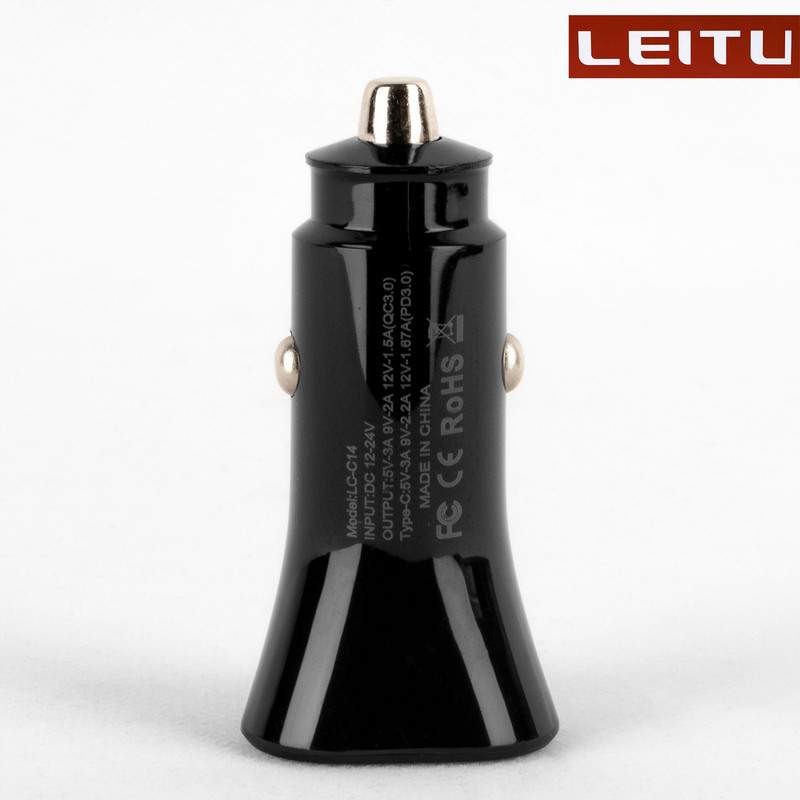 LEITU
Model:LC-C14
INPUT:DC 12-24V
OUTPUT:5V-3A 9V-2A 12V-1.5A(QC3.0)
Type-C:5V-3A 9V-2.2A 12V-1.67A(PD3.0)
MADE IN CHINA
FC CE RoHS